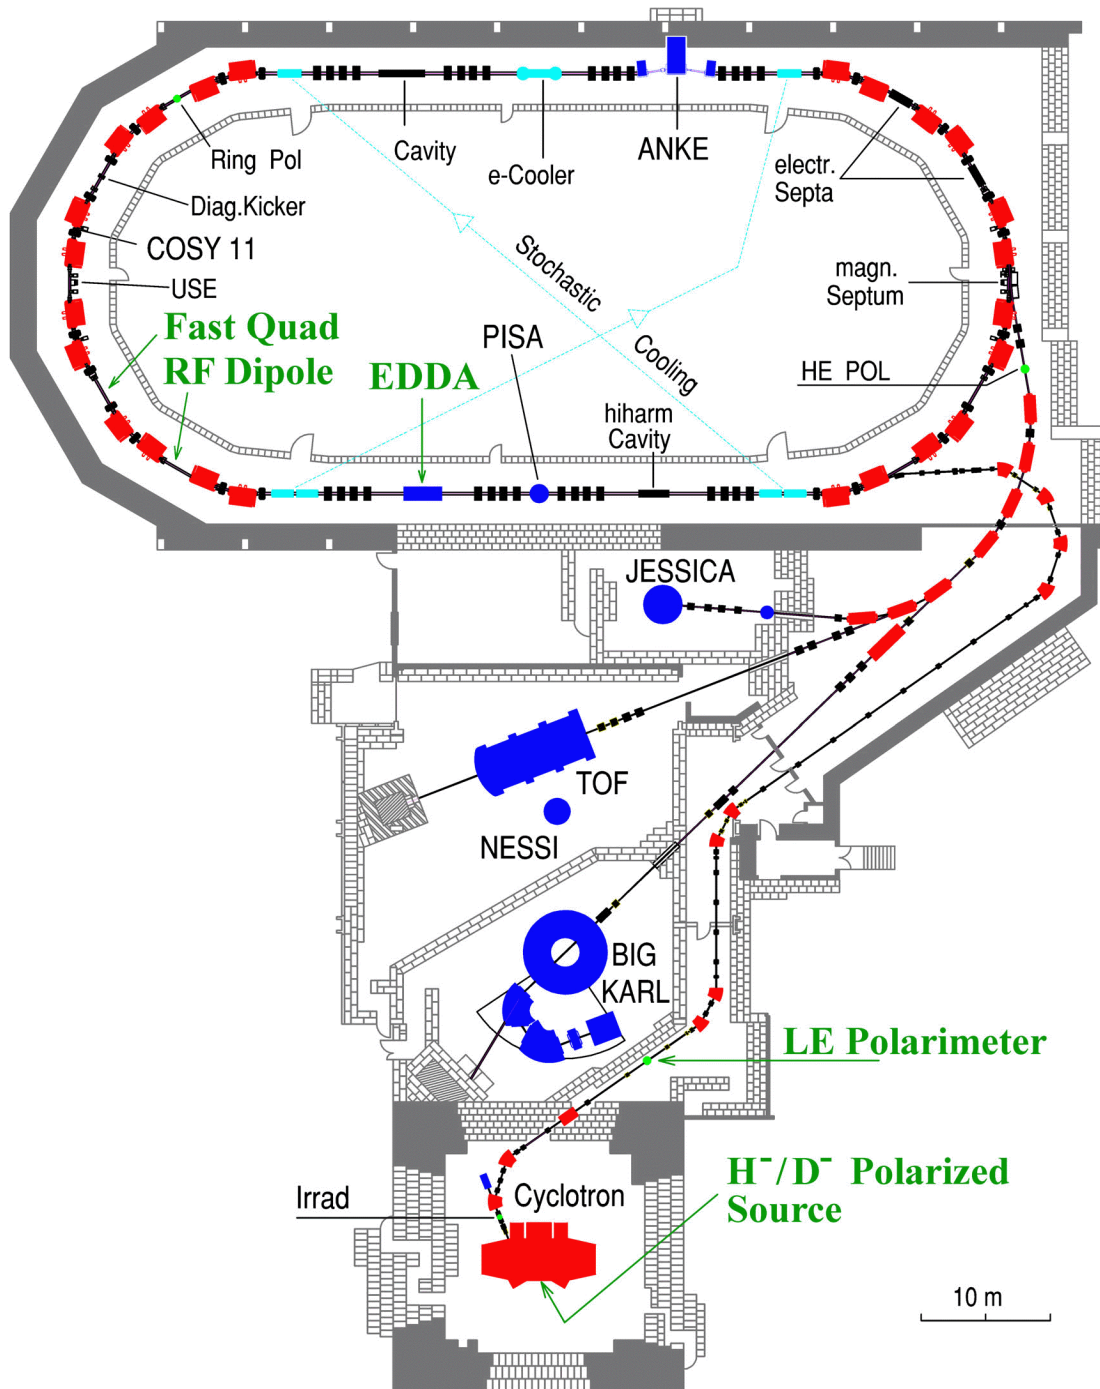 Ring Pol
Cavity
e-Cooler
ANKE
electr.
Septa
Diag.Kicker
COSY 11
USE
Stochastic
Cooling
magn.
Septum
Fast Quad
RF Dipole
EDDA
PISA
hiharm
Cavity
HE POL
JESSICA
TOF
NESSI
BIG
KARL
LE Polarimeter
H⁻/D⁻ Polarized
Source
Irrad
Cyclotron
10 m